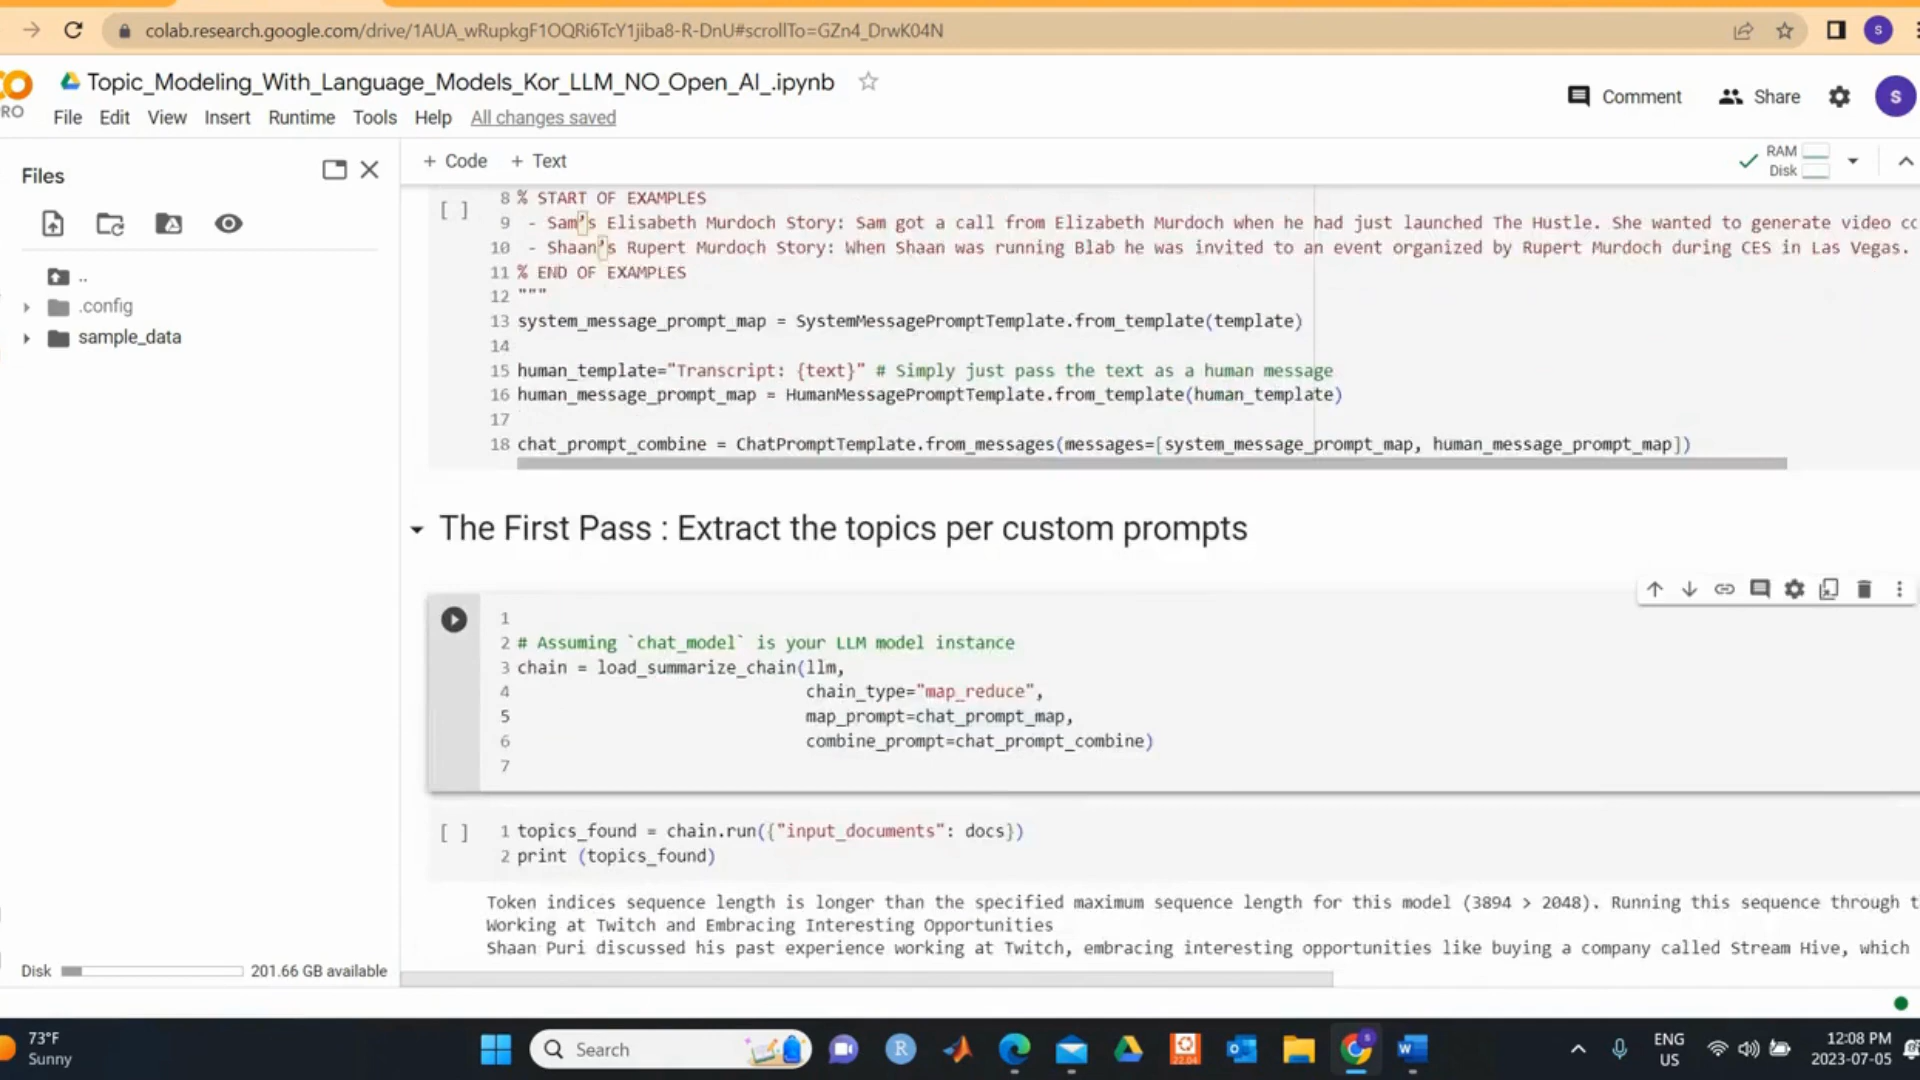 colab.research.google.com/drive/1AUA_wRupkgF1OQRi6TcY1jiba8-R-DnU#scrollTo=GZn4_DrwK04N
S
Topic_Modeling_With_Language_Models_Kor_LLM_NO_Open_AI_.ipynb
PRO
File Edit View Insert Runtime Tools Help All changes saved
Comment Share S
Files
+ Code + Text
RAM
Disk
..
.config
sample_data
[ ]
8 % START OF EXAMPLES
9 - Sam’s Elisabeth Murdoch Story: Sam got a call from Elizabeth Murdoch when he had just launched The Hustle. She wanted to generate video
10 - Shaan’s Rupert Murdoch Story: When Shaan was running Blab he was invited to an event organized by Rupert Murdoch during CES in Las Vegas.
11 % END OF EXAMPLES
12 """
13 system_message_prompt_map = SystemMessagePromptTemplate.from_template(template)
14
15 human_template="Transcript: {text}" # Simply just pass the text as a human message
16 human_message_prompt_map = HumanMessagePromptTemplate.from_template(human_template)
17
18 chat_prompt_combine = ChatPromptTemplate.from_messages(messages=[system_message_prompt_map, human_message_prompt_map])
The First Pass : Extract the topics per custom prompts
1
2 # Assuming `chat_model` is your LLM model instance
3 chain = load_summarize_chain(llm,
4 chain_type="map_reduce",
5 map_prompt=chat_prompt_map,
6 combine_prompt=chat_prompt_combine)
7
[ ]
1 topics_found = chain.run({"input_documents": docs})
2 print (topics_found)
Token indices sequence length is longer than the specified maximum sequence length for this model (3894 > 2048). Running this sequence through
Working at Twitch and Embracing Interesting Opportunities
Shaan Puri discussed his past experience working at Twitch, embracing interesting opportunities like buying a company called Stream Hive, which
Disk 201.66 GB available
73°F
Sunny
Search
R
22.04
ENG
US
12:08 PM
2023-07-05